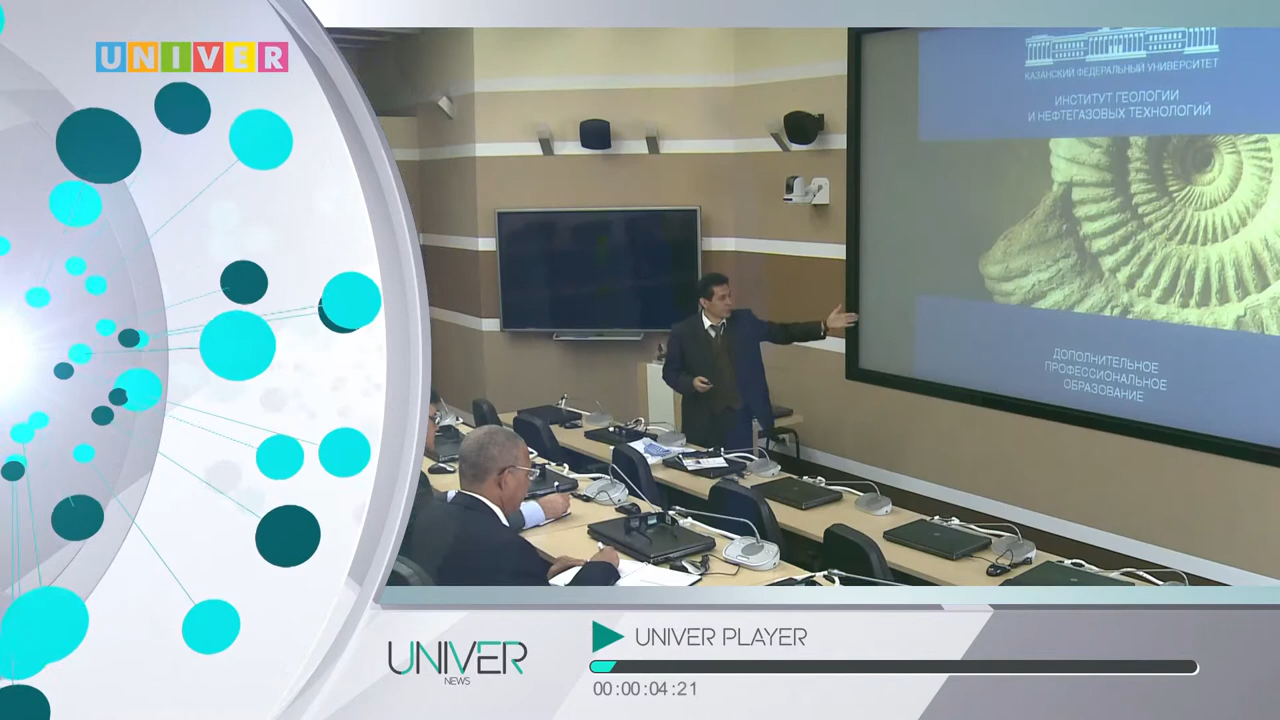 UNIVER
КАЗАНСКИЙ ФЕДЕРАЛЬНЫЙ УНИВЕРСИТЕТ
ИНСТИТУТ ГЕОЛОГИИ
И НЕФТЕГАЗОВЫХ ТЕХНОЛОГИЙ
ДОПОЛНИТЕЛЬНОЕ
ПРОФЕССИОНАЛЬНОЕ
ОБРАЗОВАНИЕ
UNIVER
NEWS
UNIVER PLAYER
00:00:04:21